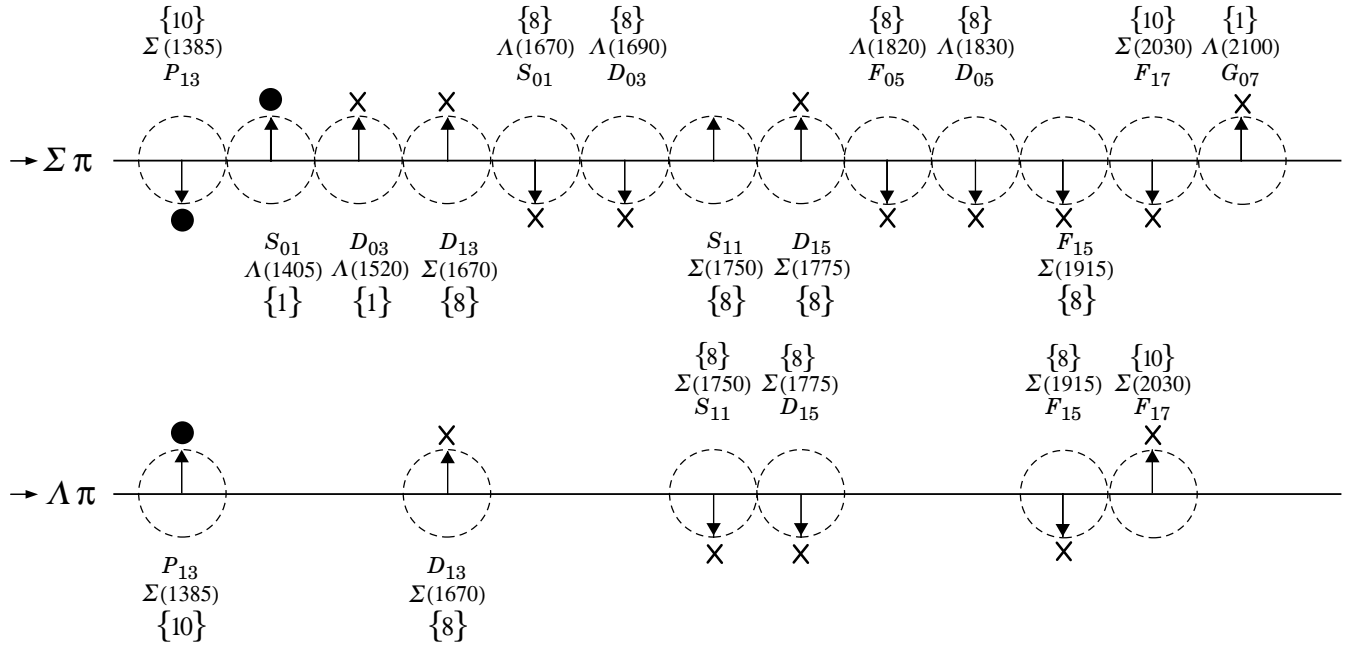 {10} {8} {8} {8} {8} {10} {1}
Σ(1385) Λ(1670) Λ(1690) Λ(1820) Λ(1830) Σ(2030) Λ(2100)
P13 S01 D03 F05 D05 F17 G07
→ Σπ
S01 D03 D13 S11 D15 F15
Λ(1405) Λ(1520) Σ(1670) Σ(1750) Σ(1775) Σ(1915)
{1} {1} {8} {8} {8} {8}
{8} {8} {8} {10}
Σ(1750) Σ(1775) Σ(1915) Σ(2030)
S11 D15 F15 F17
→ Λπ
P13 D13
Σ(1385) Σ(1670)
{10} {8}